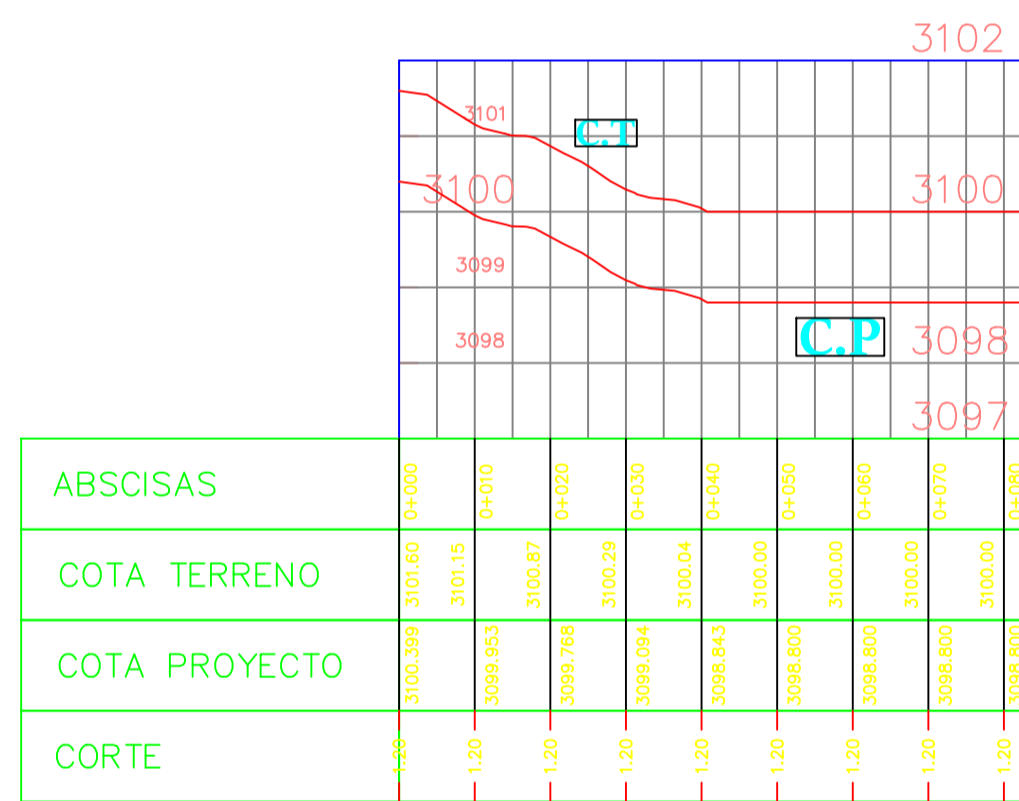 3102
3101
C.T
3100
3100
3099
3098
C.P
3098
3097
ABSCISAS 0+000 0+010 0+020 0+030 0+040 0+050 0+060 0+070 0+080
COTA TERRENO 3101.60 3101.15 3100.87 3100.29 3100.04 3100.00 3100.00 3100.00 3100.00
COTA PROYECTO 3100.399 3099.953 3099.768 3099.094 3098.843 3098.800 3098.800 3098.800 3098.800
CORTE 1.20 1.20 1.20 1.20 1.20 1.20 1.20 1.20 1.20